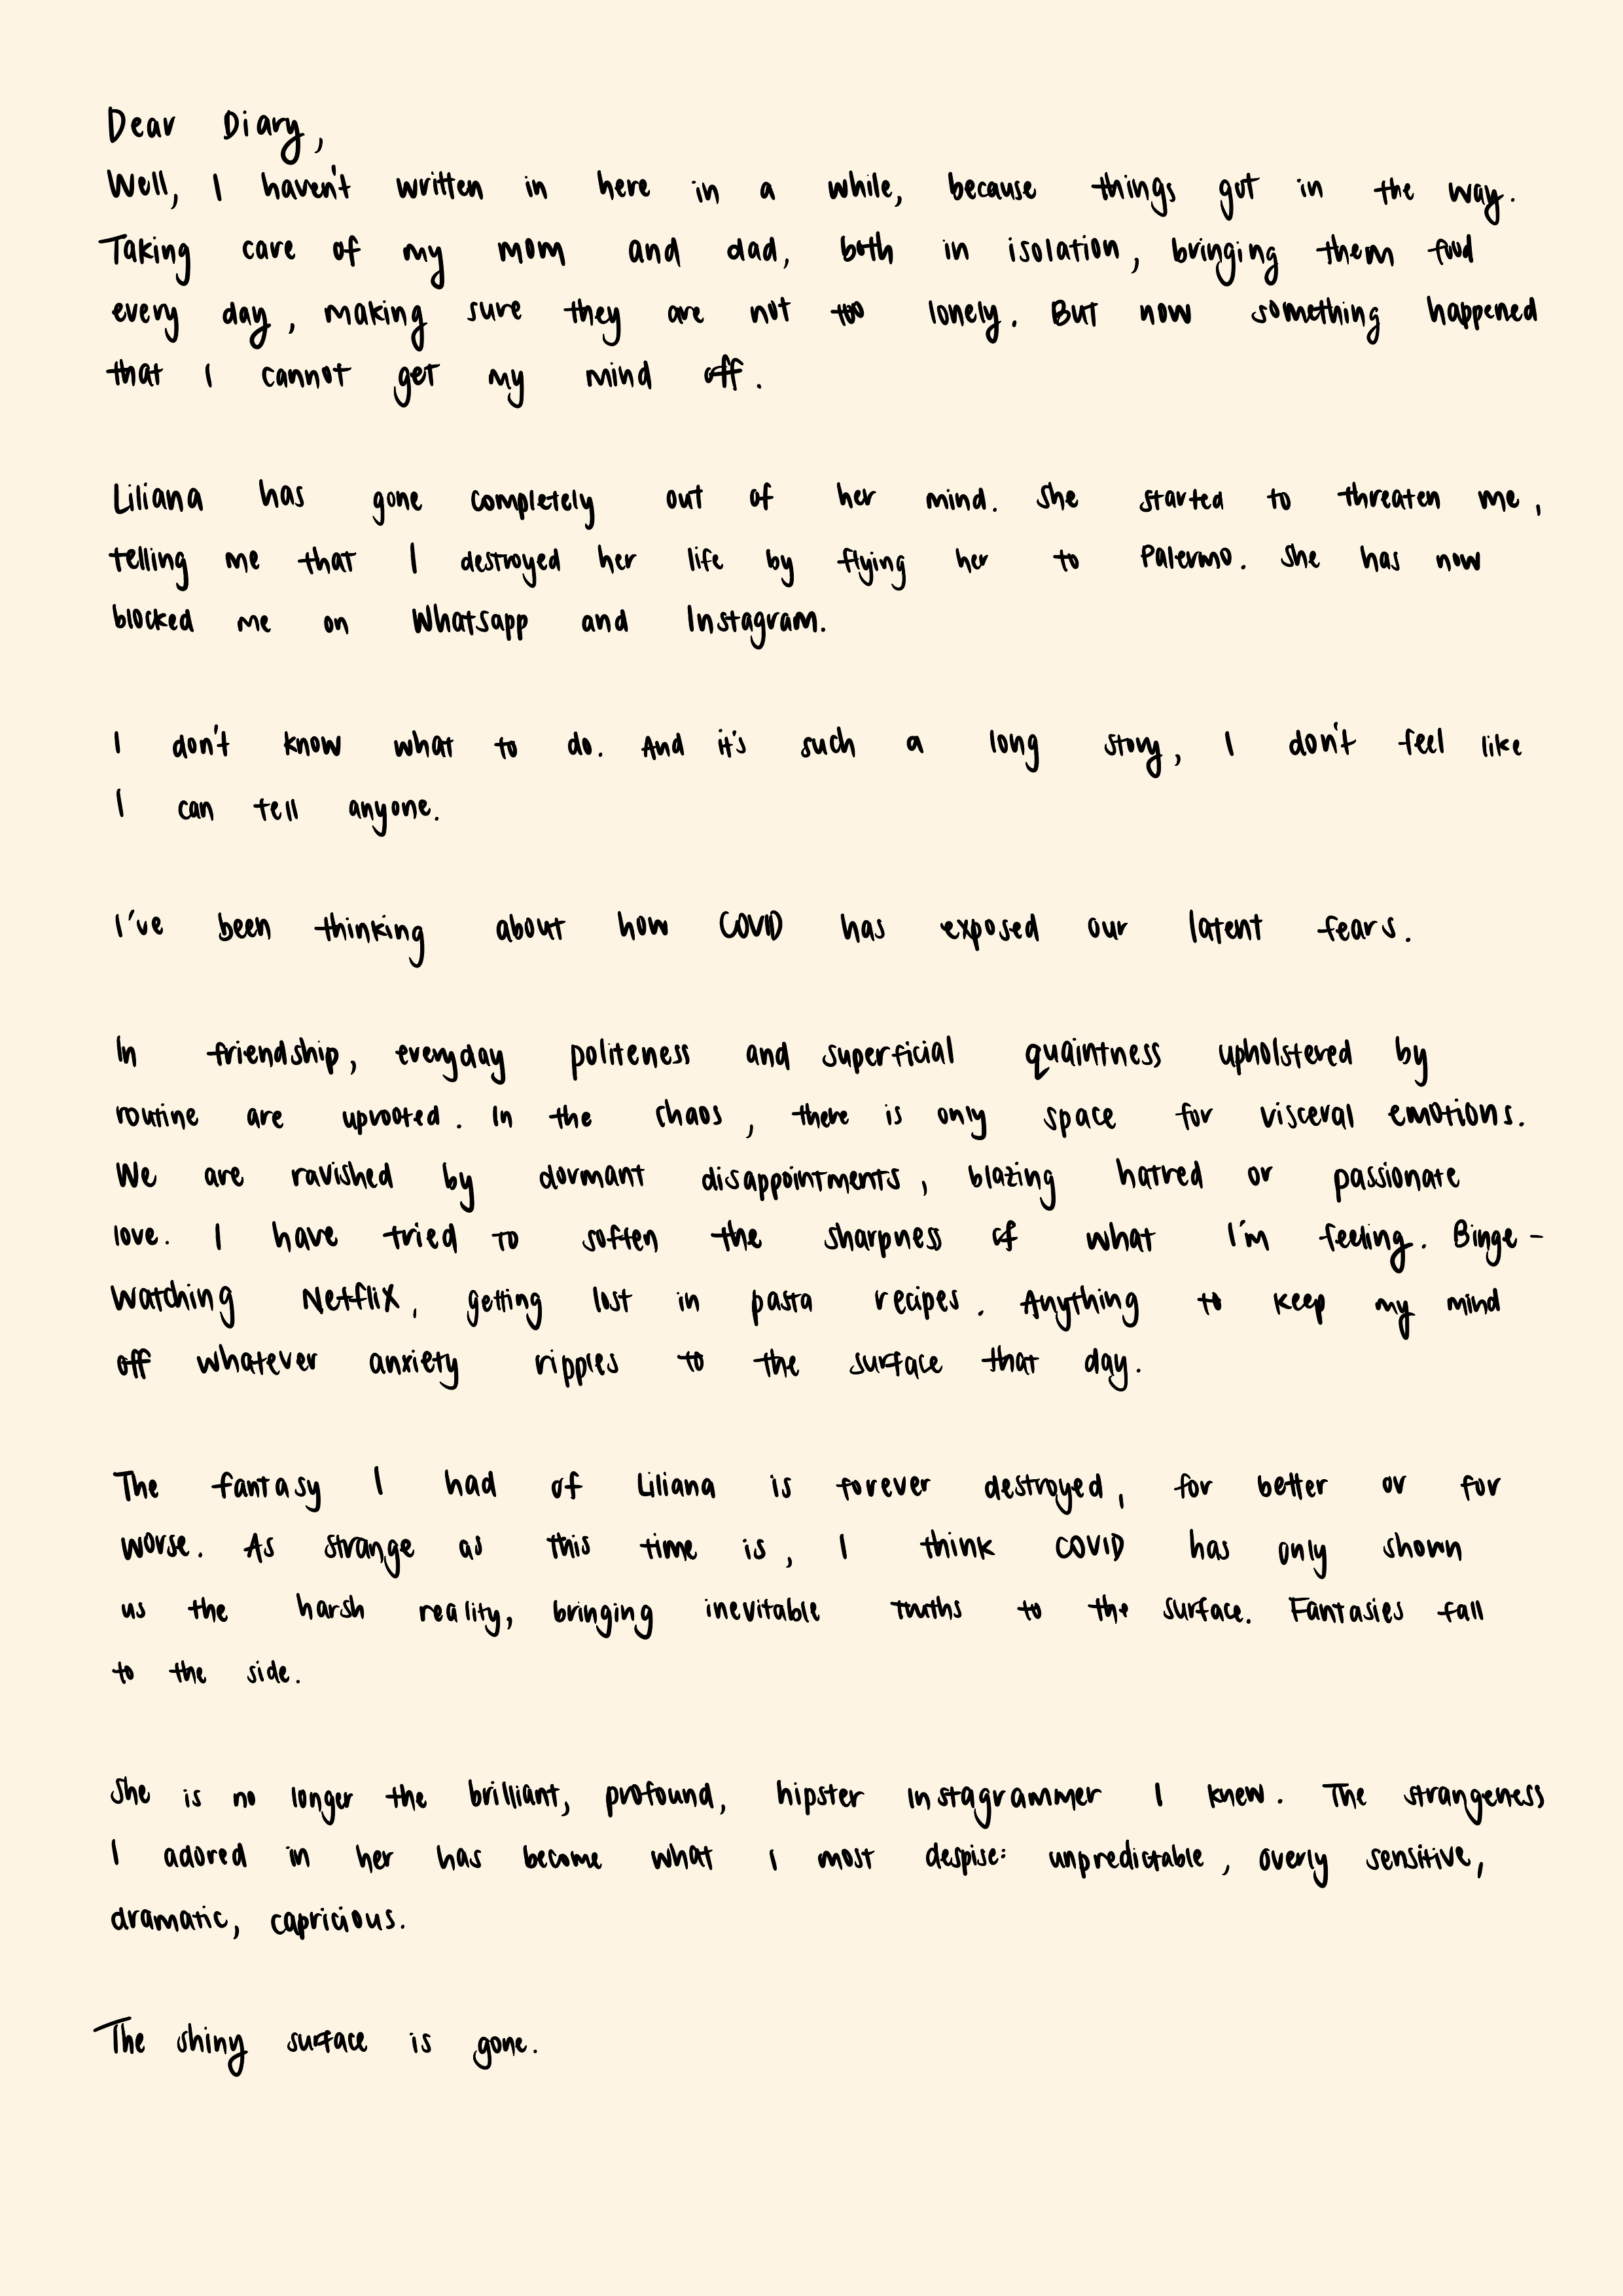 Dear Diary,
Well, I haven't written in here in a while, because things got in the way.
Taking care of my mom and dad, both in isolation, bringing them food
every day, making sure they are not too lonely. But now something happened
that I cannot get my mind off.
Liliana has gone completely out of her mind. She started to threaten me,
telling me that I destroyed her life by flying her to Palermo. She has now
blocked me on Whatsapp and Instagram.
I don't know what to do. And it's such a long story, I don't feel like
I can tell anyone.
I've been thinking about how COVID has exposed our latent fears.
In friendship, everyday politeness and superficial quaintness upholstered by
routine are uprooted. In the chaos, there is only space for visceral emotions.
We are ravished by dormant disappointments, blazing hatred or passionate
love. I have tried to soften the sharpness of what I'm feeling. Binge-
watching Netflix, getting lost in pasta recipes. Anything to keep my mind
off whatever anxiety ripples to the surface that day.
The fantasy I had of Liliana is forever destroyed, for better or for
worse. As strange as this time is, I think COVID has only shown
us the harsh reality, bringing inevitable truths to the surface. Fantasies fall
to the side.
She is no longer the brilliant, profound, hipster Instagrammer I knew. The strangeness
I adored in her has become what I most despise: unpredictable, overly sensitive,
dramatic, capricious.
The shiny surface is gone.